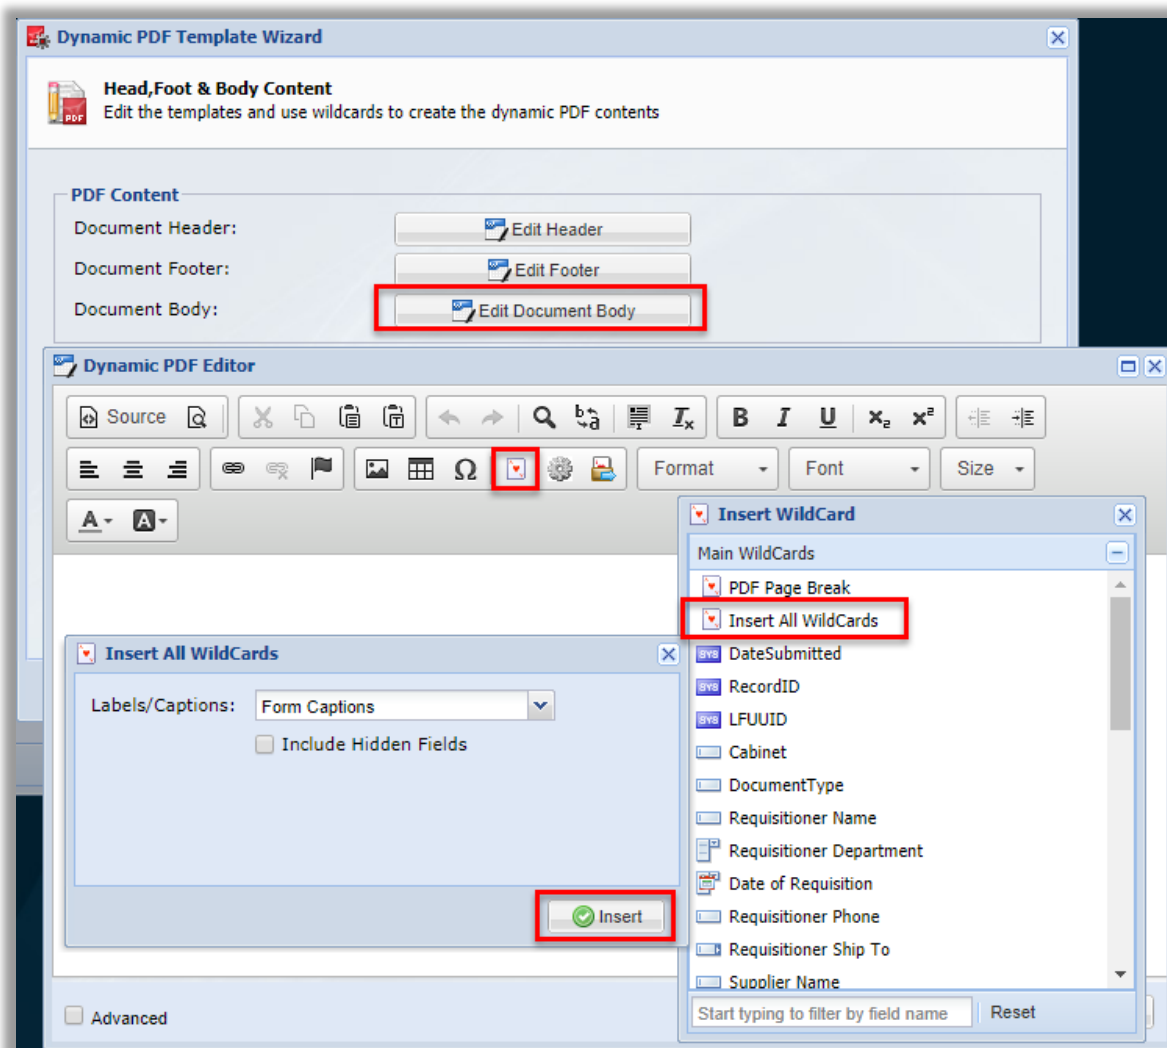 Dynamic PDF Template Wizard
Head,Foot & Body Content
Edit the templates and use wildcards to create the dynamic PDF contents
PDF Content
Document Header:
Edit Header
Document Footer:
Edit Footer
Document Body:
Edit Document Body
Dynamic PDF Editor
Source
Format
Font
Size
Insert WildCard
Main WildCards
PDF Page Break
Insert All WildCards
DateSubmitted
RecordID
LFUUID
Cabinet
DocumentType
Requisitioner Name
Requisitioner Department
Date of Requisition
Requisitioner Phone
Requisitioner Ship To
Supplier Name
Start typing to filter by field name
Reset
Insert All WildCards
Labels/Captions:
Form Captions
Include Hidden Fields
Insert
Advanced